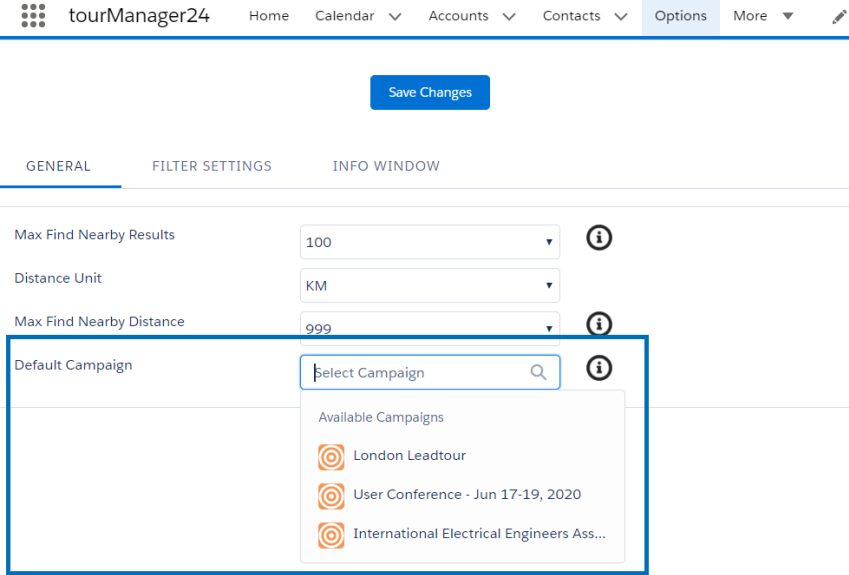 tourManager24 Home Calendar Accounts Contacts Options More
Save Changes
GENERAL FILTER SETTINGS INFO WINDOW
Max Find Nearby Results 100
Distance Unit KM
Max Find Nearby Distance 999
Default Campaign Select Campaign
Available Campaigns
London Leadtour
User Conference - Jun 17-19, 2020
International Electrical Engineers Ass...